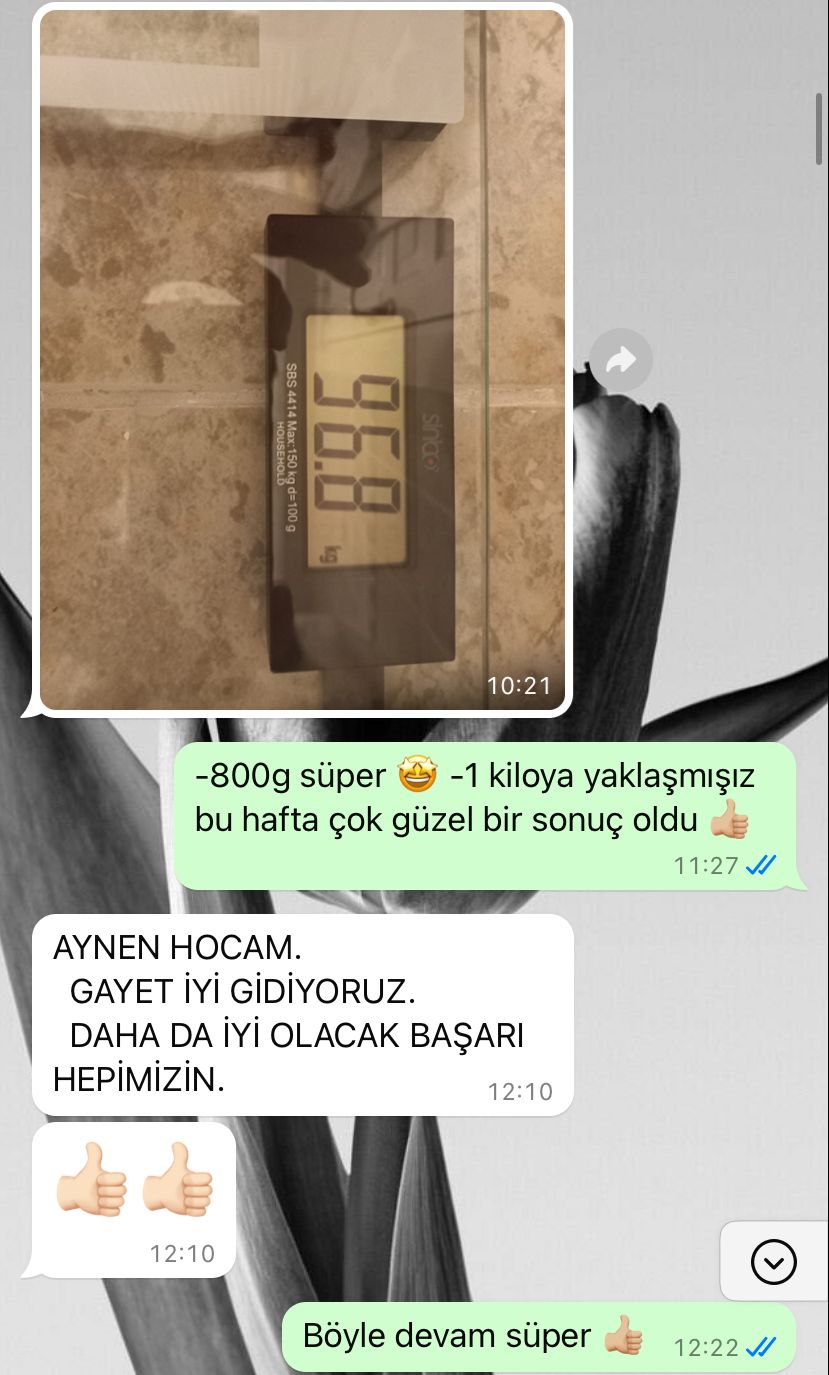 sinbo
96.8 kg
SBS 4414 Max:150 kg d=100 g
HOUSEHOLD
10:21
-800g süper 🤩 -1 kiloya yaklaşmışız
bu hafta çok güzel bir sonuç oldu 👍🏼
11:27
AYNEN HOCAM.
GAYET İYİ GİDİYORUZ.
DAHA DA İYİ OLACAK BAŞARI
HEPİMİZİN.
12:10
👍🏻👍🏻
12:10
Böyle devam süper 👍🏼
12:22